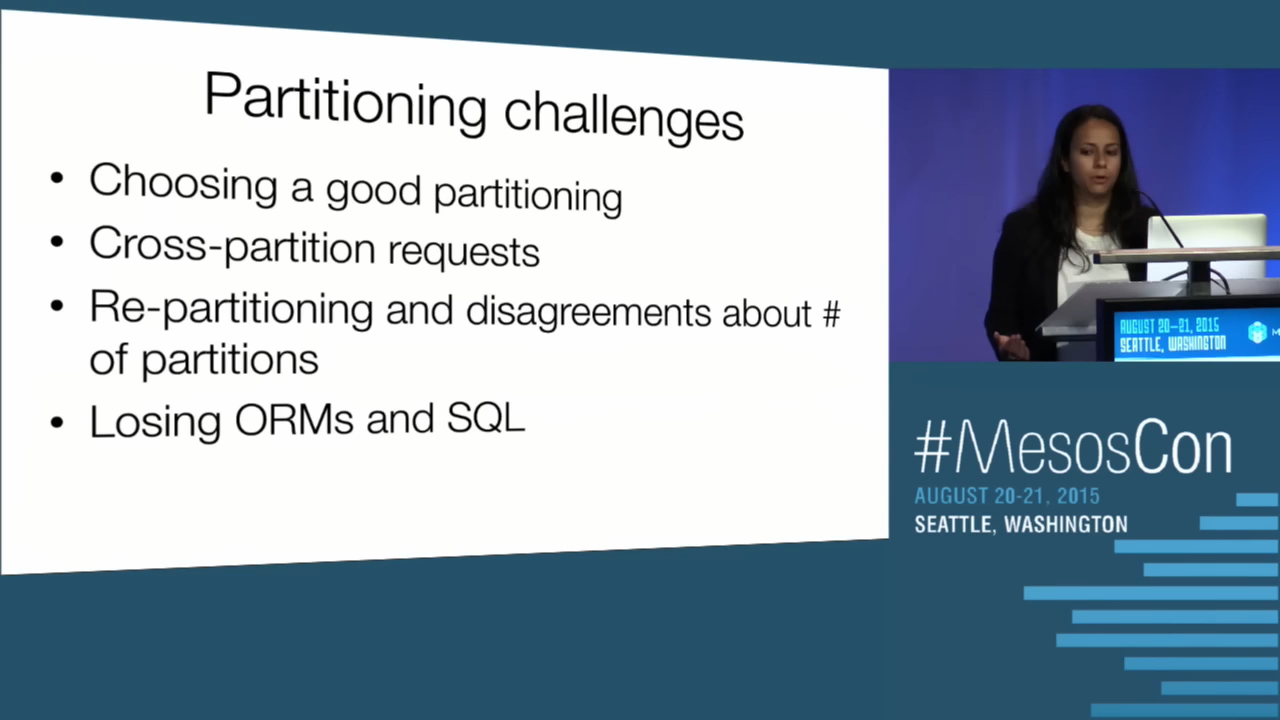 Partitioning challenges
• Choosing a good partitioning
• Cross-partition requests
• Re-partitioning and disagreements about #
of partitions
• Losing ORMs and SQL
AUGUST 20–21, 2015
SEATTLE, WASHINGTON
M
#MesosCon
AUGUST 20-21, 2015
SEATTLE, WASHINGTON